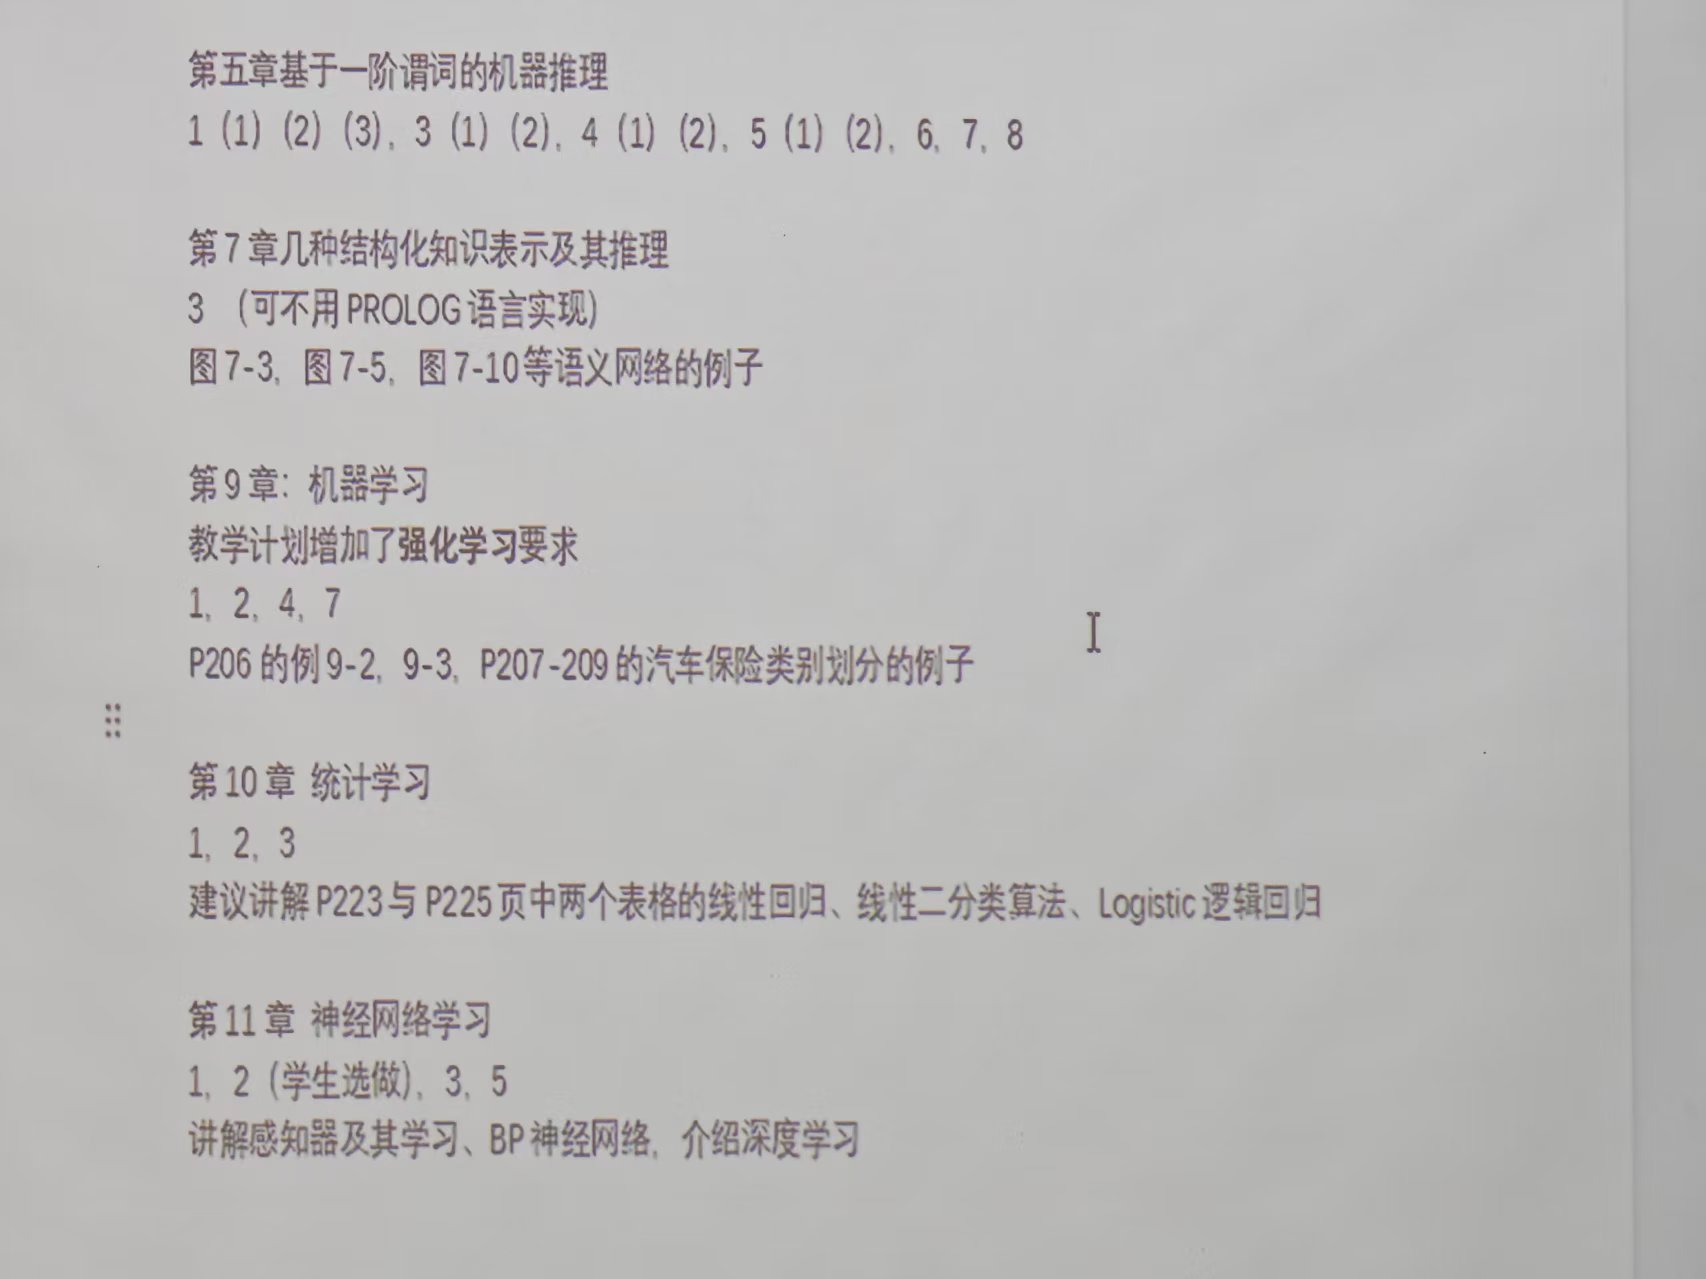 第五章基于一阶谓词的机器推理
1（1）（2）（3），3（1）（2），4（1）（2），5（1）（2），6，7，8
第7章几种结构化知识表示及其推理
3 （可不用PROLOG语言实现）
图7-3，图7-5，图7-10等语义网络的例子
第9章：机器学习
教学计划增加了强化学习要求
1，2，4，7
P206的例9-2，9-3，P207-209的汽车保险类别划分的例子
第10章 统计学习
1，2，3
建议讲解P223与P225页中两个表格的线性回归、线性二分类算法、Logistic逻辑回归
第11章 神经网络学习
1，2（学生选做），3，5
讲解感知器及其学习、BP神经网络，介绍深度学习